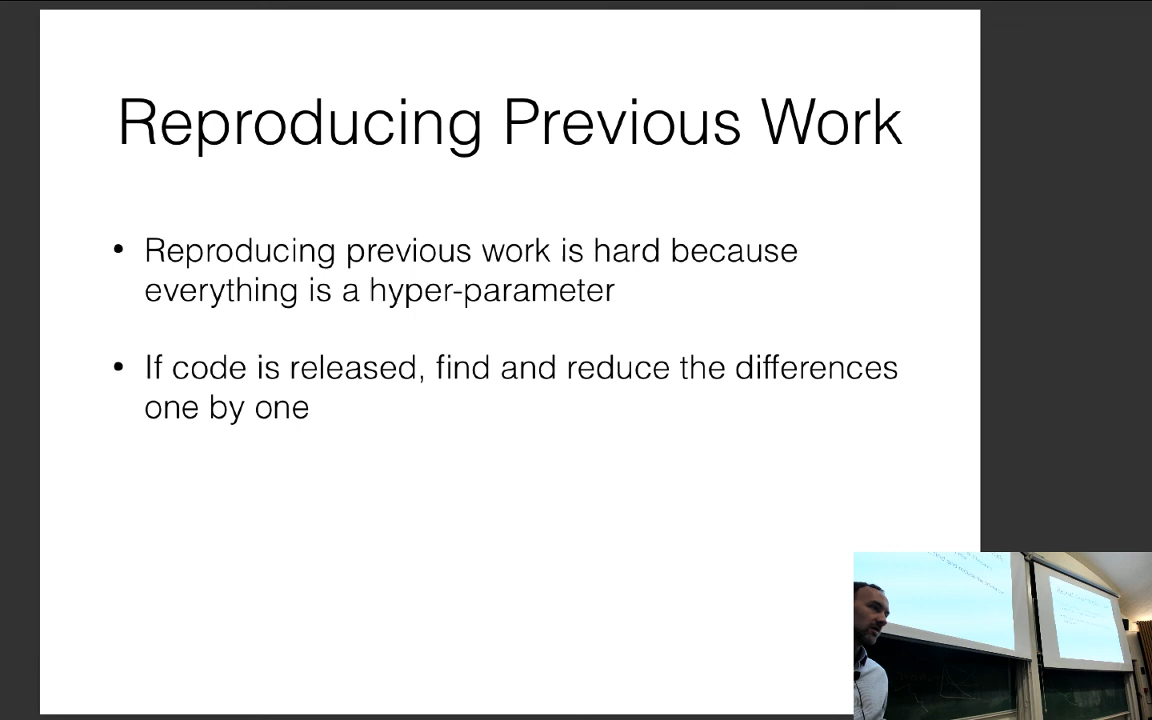 Reproducing Previous Work
• Reproducing previous work is hard because
everything is a hyper-parameter
• If code is released, find and reduce the differences
one by one